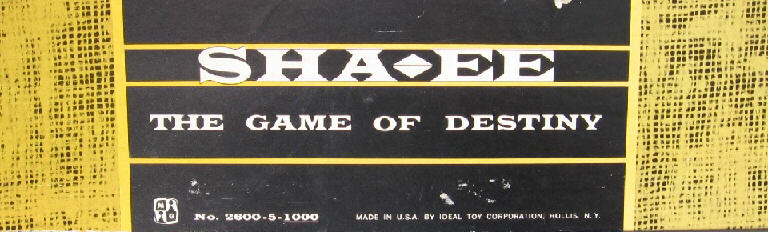 SHA-EE
THE GAME OF DESTINY
No. 2600-5-1000 MADE IN U.S.A. BY IDEAL TOY CORPORATION, HOLLIS, N.Y.